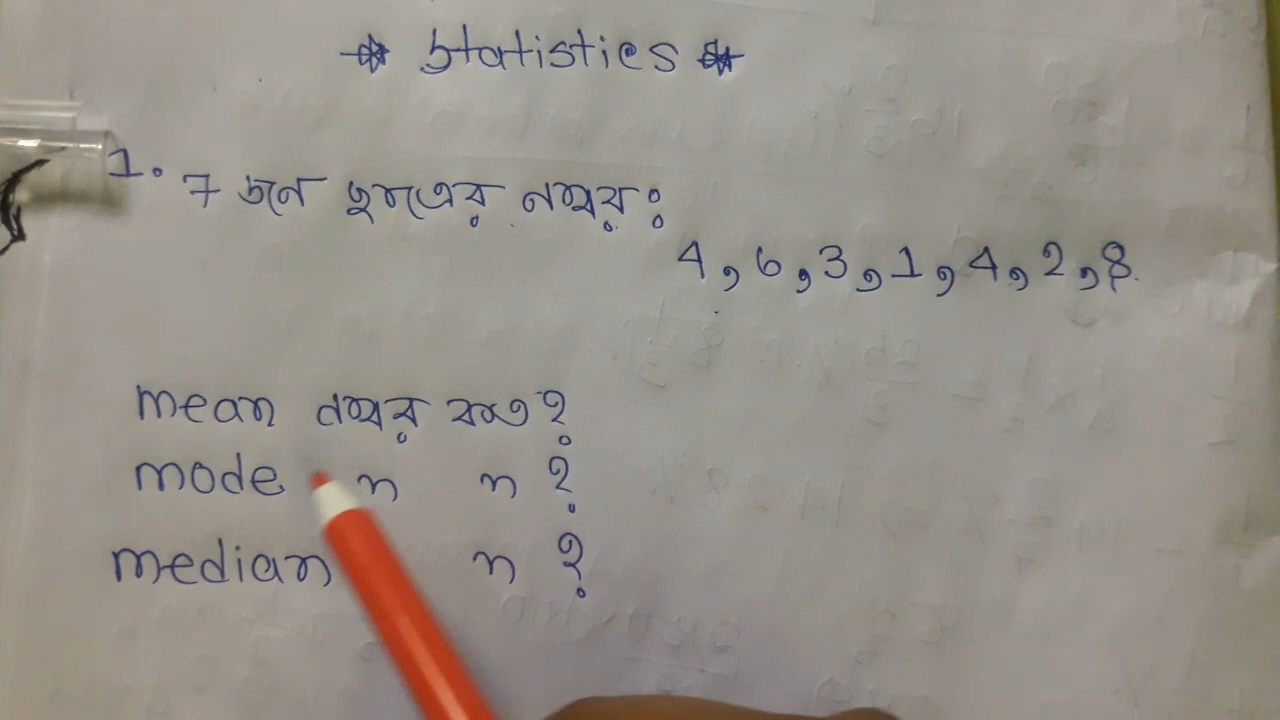 * Statistics *
1. 7 জন ছাত্রের নম্বর:
4, 6, 3, 1, 4, 2, 8
mean নম্বর কত?
mode " " ?
median " ?